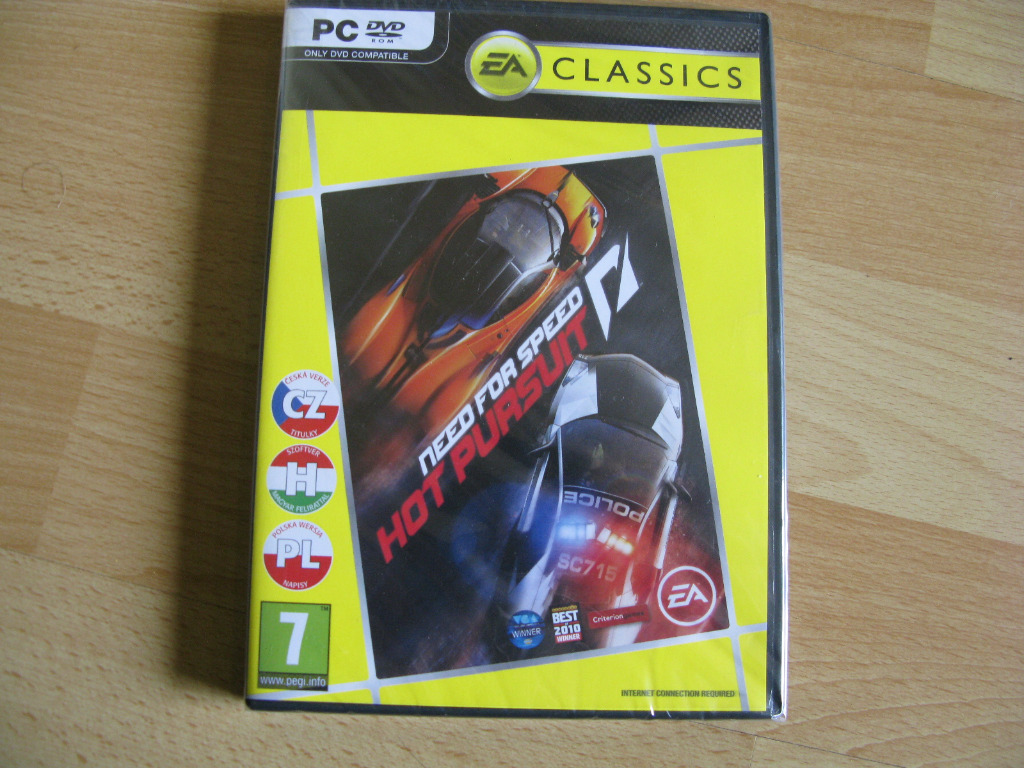 PC DVD
ROM
ONLY DVD COMPATIBLE
EA CLASSICS
NEED FOR SPEED
HOT PURSUIT
ČESKÁ VERZE
CZ
TITULKY
SZOFTVER
H
MAGYAR FELIRATTAL
POLSKA WERSJA
PL
NAPISY
7
TM
www.pegi.info
POLICE
SC715
WINNER
BEST
2010
WINNER
Criterion
EA
INTERNET CONNECTION REQUIRED